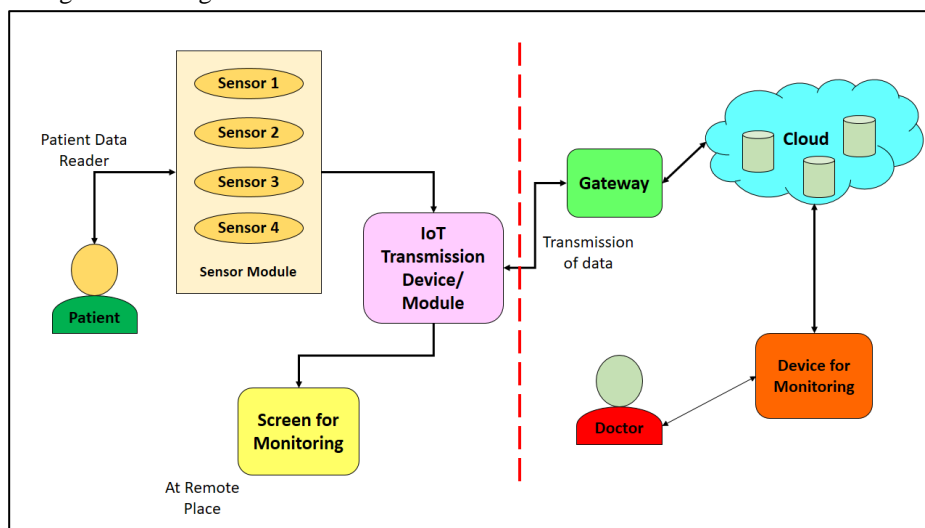 Sensor 1
Sensor 2
Sensor 3
Sensor 4
Sensor Module
Patient Data
Reader
Patient
IoT
Transmission
Device/
Module
Screen for
Monitoring
At Remote
Place
Gateway
Transmission
of data
Cloud
Device for
Monitoring
Doctor